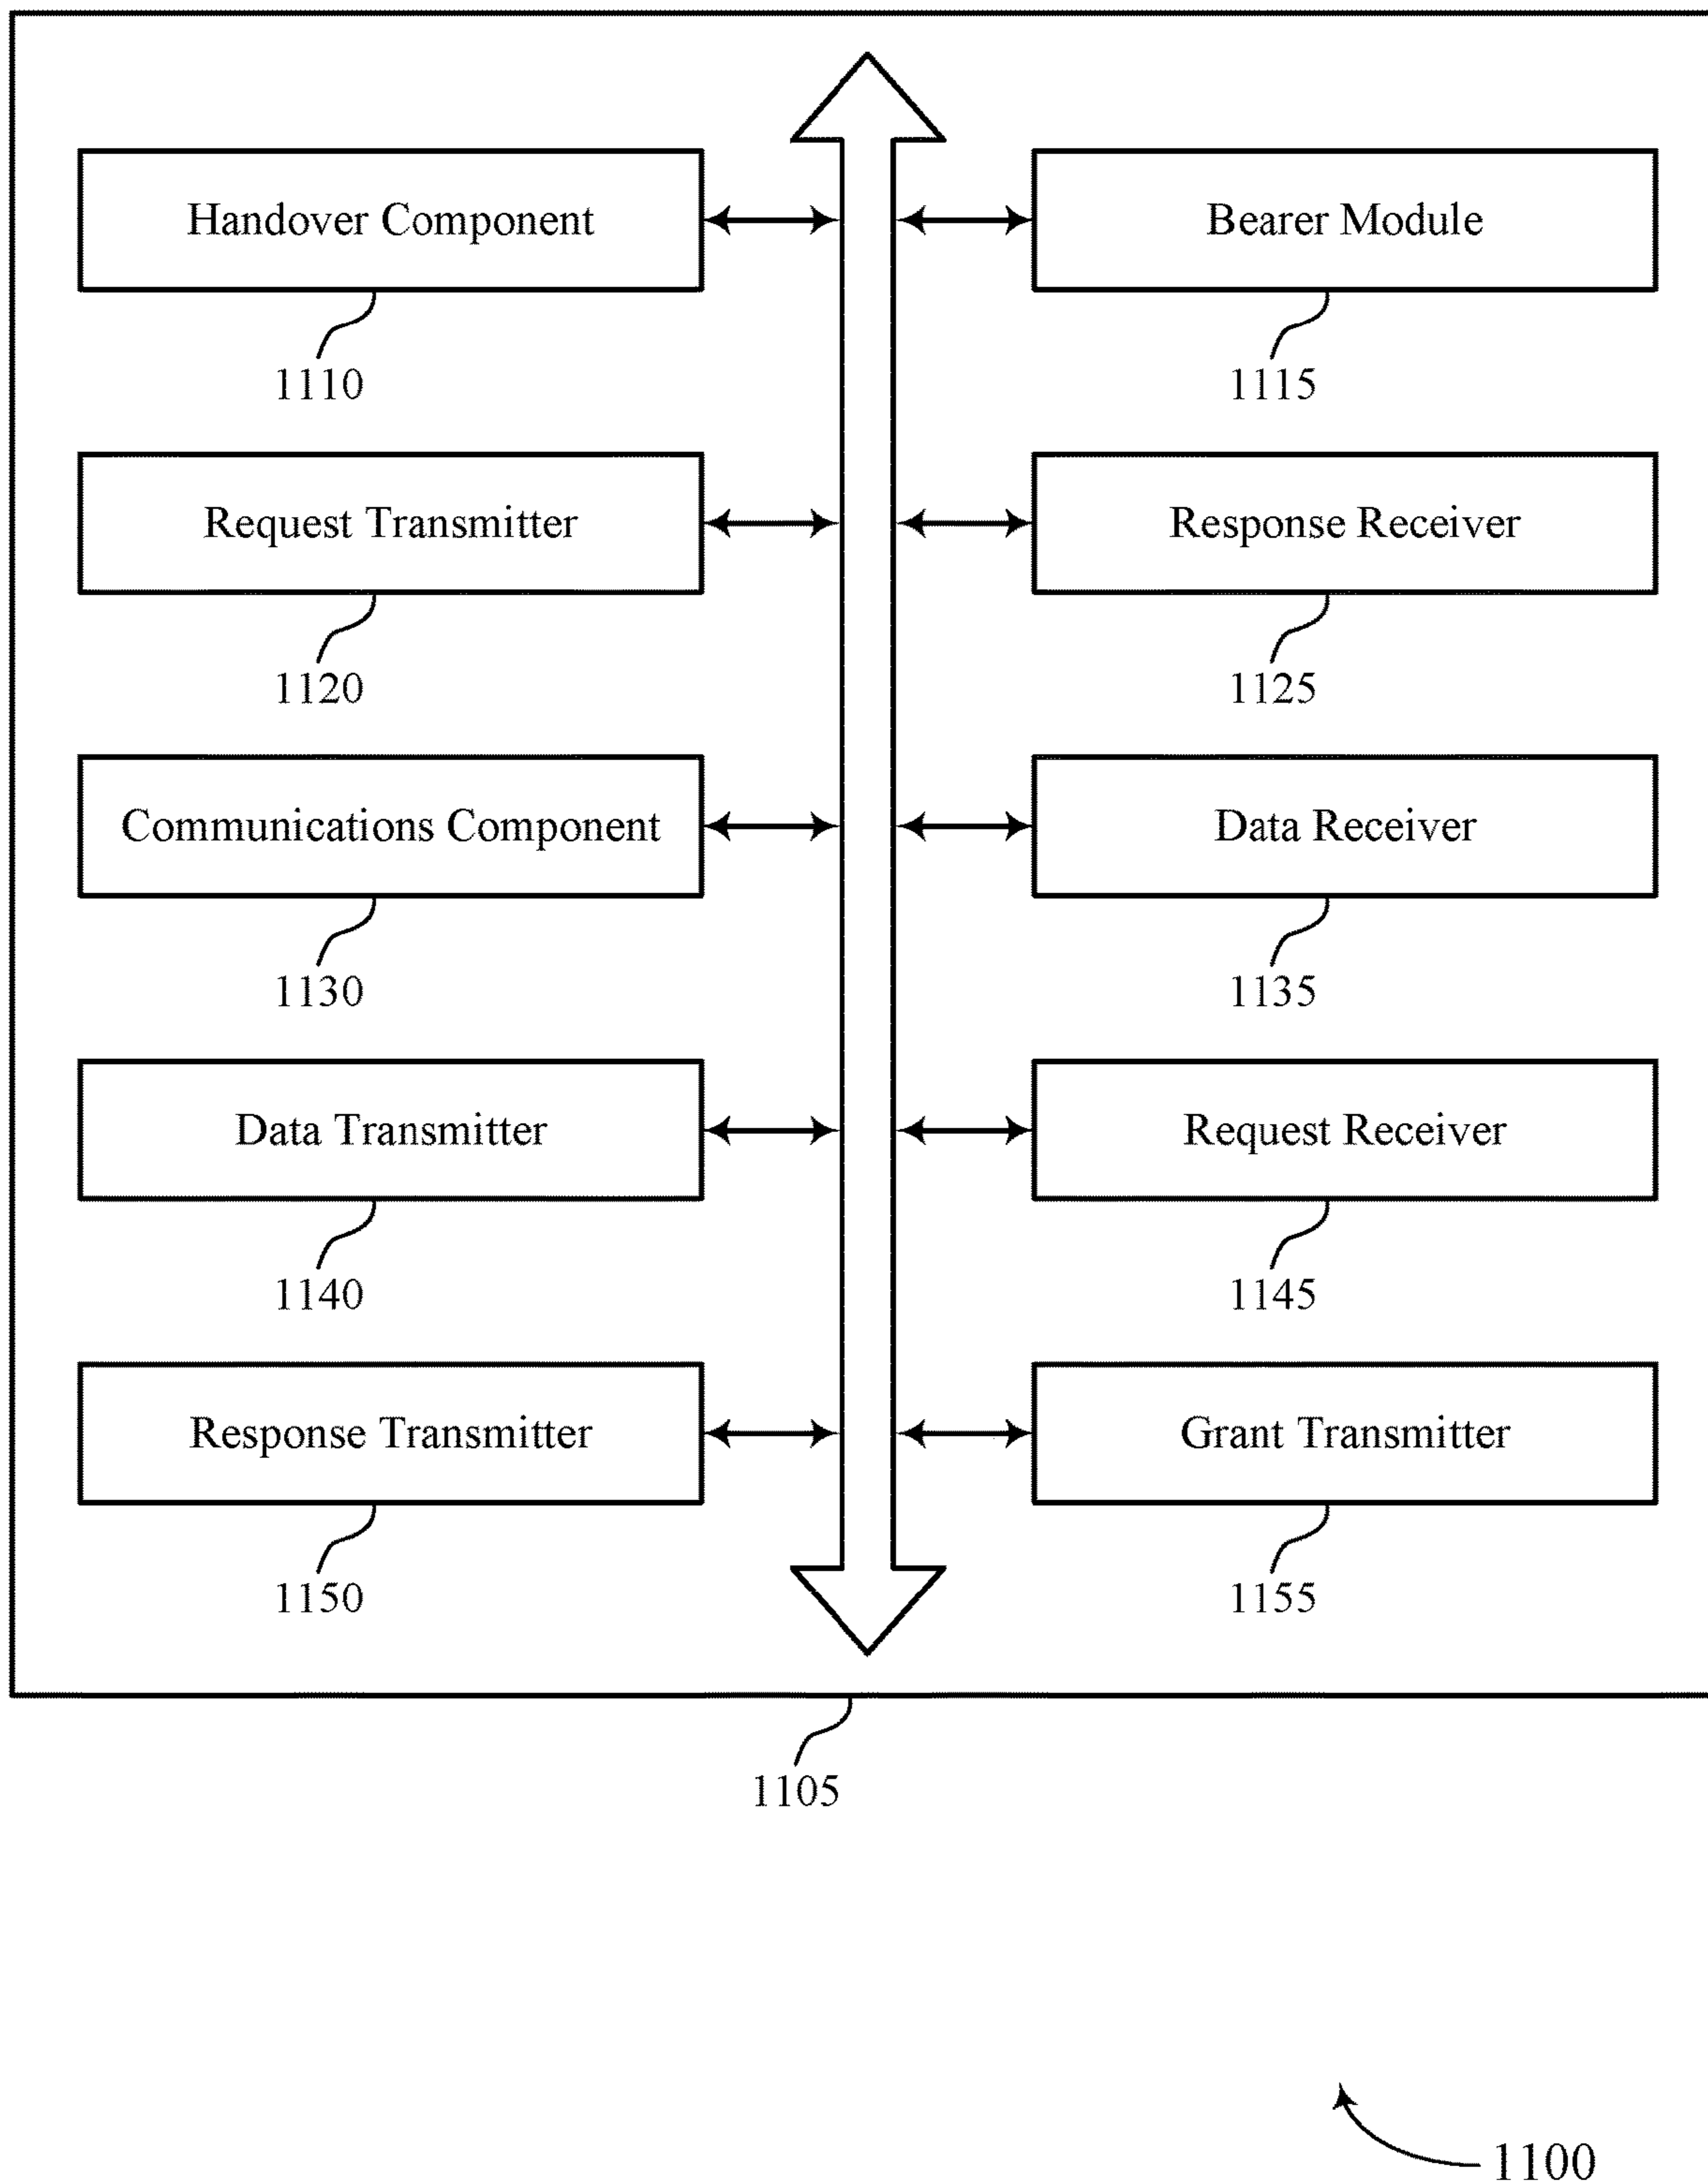 Handover Component
Bearer Module
1110
1115
Request Transmitter
Response Receiver
1120
1125
Communications Component
Data Receiver
1130
1135
Data Transmitter
Request Receiver
1140
1145
Response Transmitter
Grant Transmitter
1150
1155
1105
1100